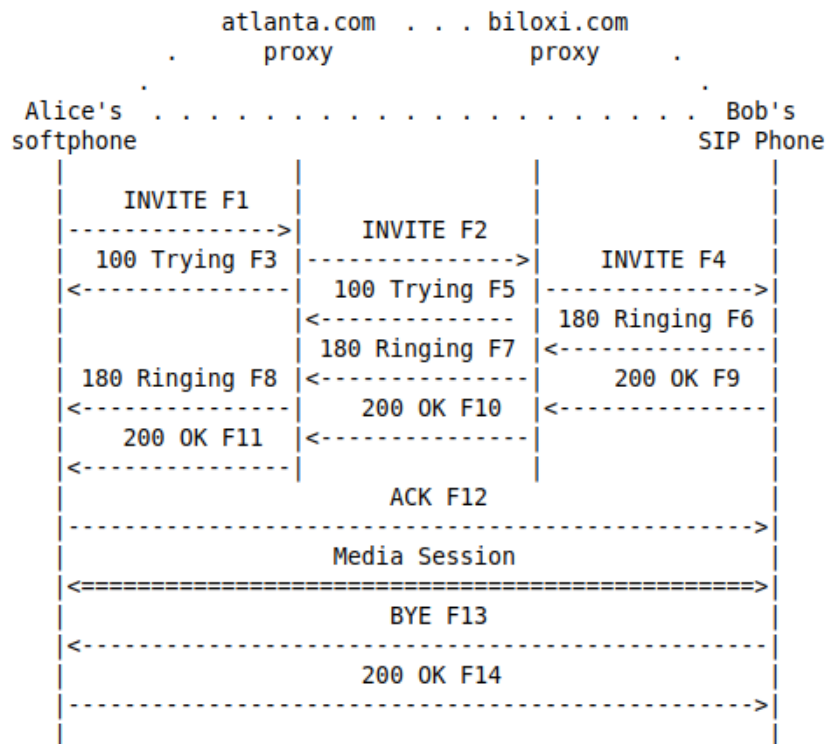 atlanta.com . . . biloxi.com
. proxy proxy .
. .
Alice's . . . . . . . . . . . . . . . . . . . . Bob's
softphone SIP Phone
| | | |
| INVITE F1 | | |
|--------------->| INVITE F2 | |
| 100 Trying F3 |--------------->| INVITE F4 |
|<---------------| 100 Trying F5 |--------------->|
| |<-------------- | 180 Ringing F6 |
| | 180 Ringing F7 |<---------------|
| 180 Ringing F8 |<---------------| 200 OK F9 |
|<---------------| 200 OK F10 |<---------------|
| 200 OK F11 |<---------------| |
|<---------------| | |
| ACK F12 |
|------------------------------------------------->|
| Media Session |
|<================================================>|
| BYE F13 |
|<-------------------------------------------------|
| 200 OK F14 |
|------------------------------------------------->|
| |